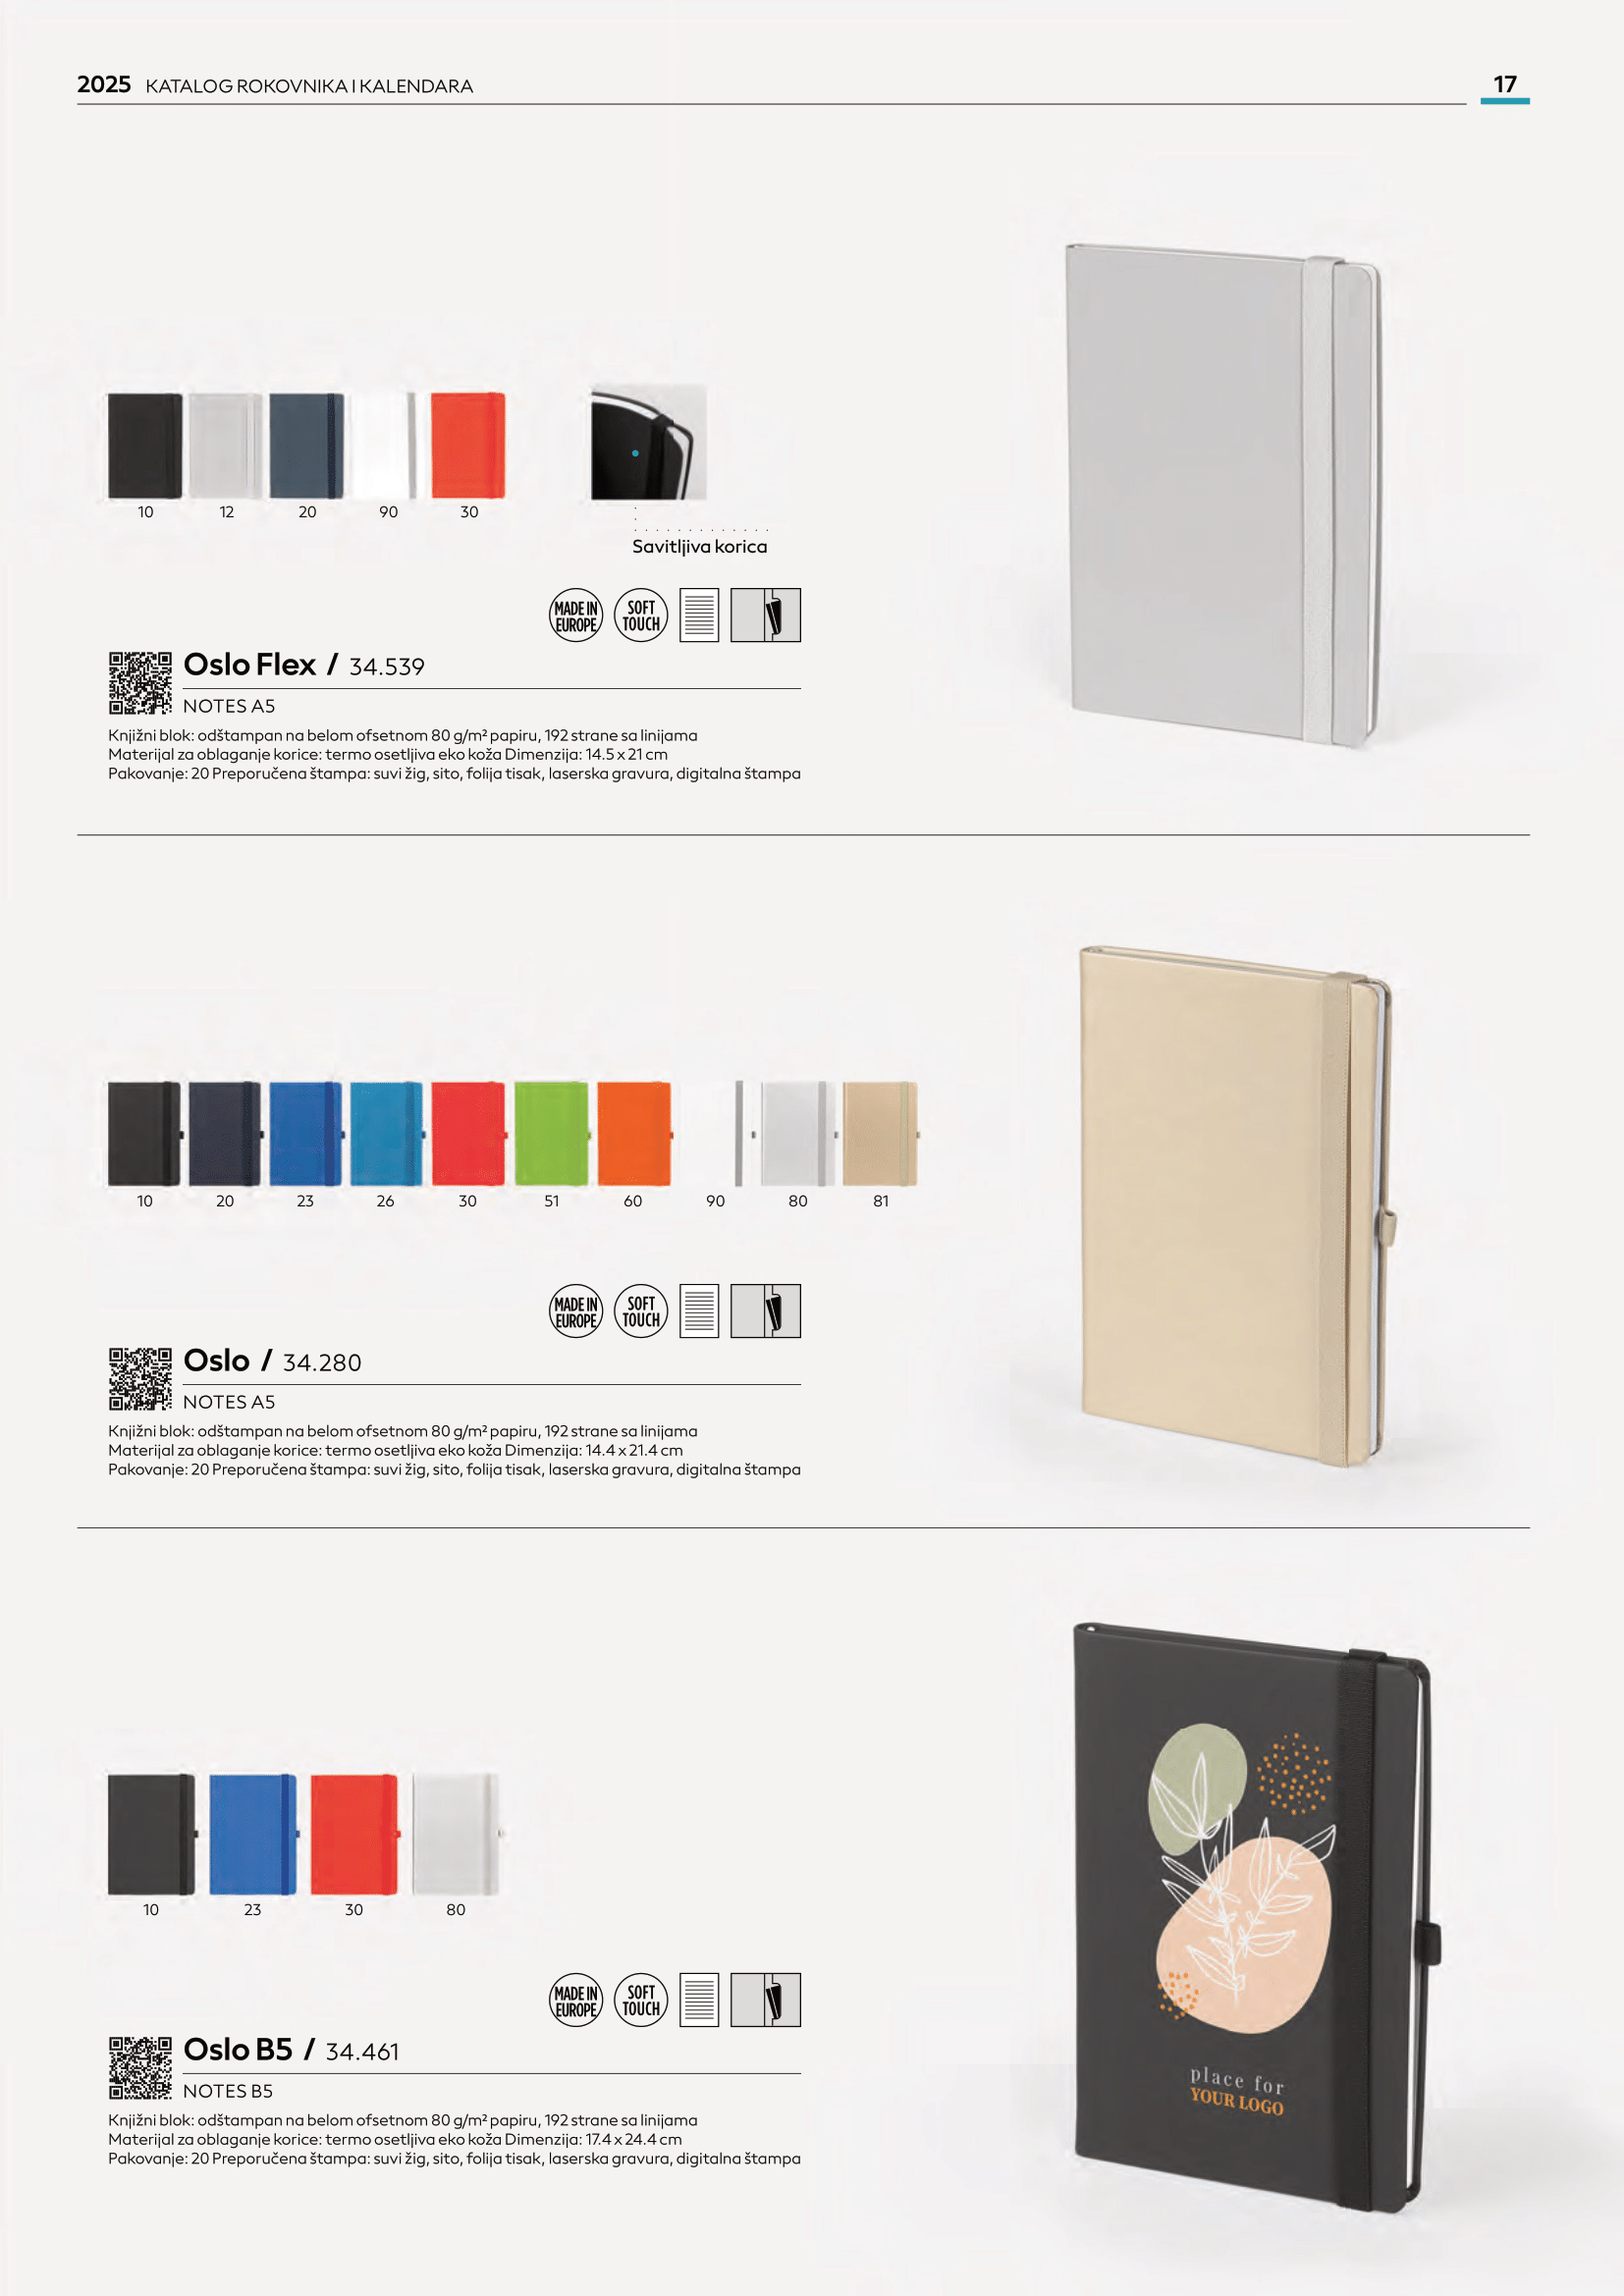 2025 KATALOG ROKOVNIKA I KALENDARA
17
10 12 20 90 30
Savitljiva korica
MADE IN EUROPE
SOFT TOUCH
Oslo Flex / 34.539
NOTES A5
Knjižni blok: odštampan na belom ofsetnom 80 g/m² papiru, 192 strane sa linijama
Materijal za oblaganje korice: termo osetljiva eko koža Dimenzija: 14.5 x 21 cm
Pakovanje: 20 Preporučena štampa: suvi žig, sito, folija tisak, laserska gravura, digitalna štampa
10 20 23 26 30 51 60 90 80 81
MADE IN EUROPE
SOFT TOUCH
Oslo / 34.280
NOTES A5
Knjižni blok: odštampan na belom ofsetnom 80 g/m² papiru, 192 strane sa linijama
Materijal za oblaganje korice: termo osetljiva eko koža Dimenzija: 14.4 x 21.4 cm
Pakovanje: 20 Preporučena štampa: suvi žig, sito, folija tisak, laserska gravura, digitalna štampa
10 23 30 80
MADE IN EUROPE
SOFT TOUCH
Oslo B5 / 34.461
NOTES B5
Knjižni blok: odštampan na belom ofsetnom 80 g/m² papiru, 192 strane sa linijama
Materijal za oblaganje korice: termo osetljiva eko koža Dimenzija: 17.4 x 24.4 cm
Pakovanje: 20 Preporučena štampa: suvi žig, sito, folija tisak, laserska gravura, digitalna štampa
place for
YOUR LOGO